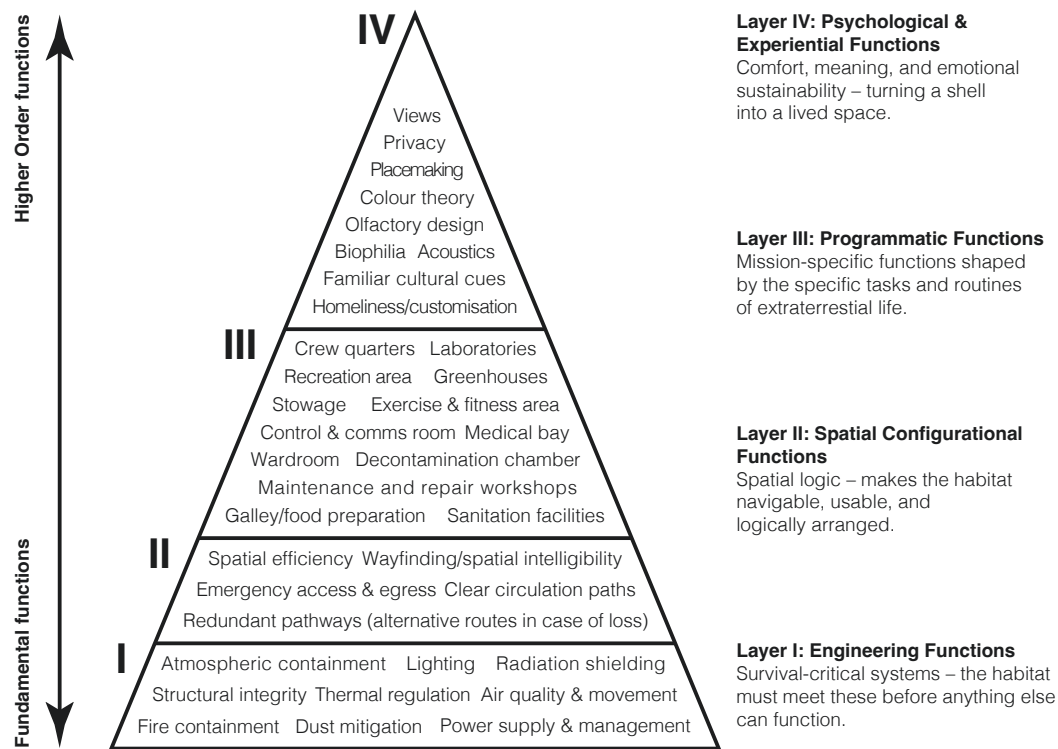 Higher Order functions
Fundamental functions
IV
Views
Privacy
Placemaking
Colour theory
Olfactory design
Biophilia Acoustics
Familiar cultural cues
Homeliness/customisation
III
Crew quarters Laboratories
Recreation area Greenhouses
Stowage Exercise & fitness area
Control & comms room Medical bay
Wardroom Decontamination chamber
Maintenance and repair workshops
Galley/food preparation Sanitation facilities
II
Spatial efficiency Wayfinding/spatial intelligibility
Emergency access & egress Clear circulation paths
Redundant pathways (alternative routes in case of loss)
I
Atmospheric containment Lighting Radiation shielding
Structural integrity Thermal regulation Air quality & movement
Fire containment Dust mitigation Power supply & management
Layer IV: Psychological &
Experiential Functions
Comfort, meaning, and emotional
sustainability – turning a shell
into a lived space.
Layer III: Programmatic Functions
Mission-specific functions shaped
by the specific tasks and routines
of extraterrestial life.
Layer II: Spatial Configurational
Functions
Spatial logic – makes the habitat
navigable, usable, and
logically arranged.
Layer I: Engineering Functions
Survival-critical systems – the habitat
must meet these before anything else
can function.